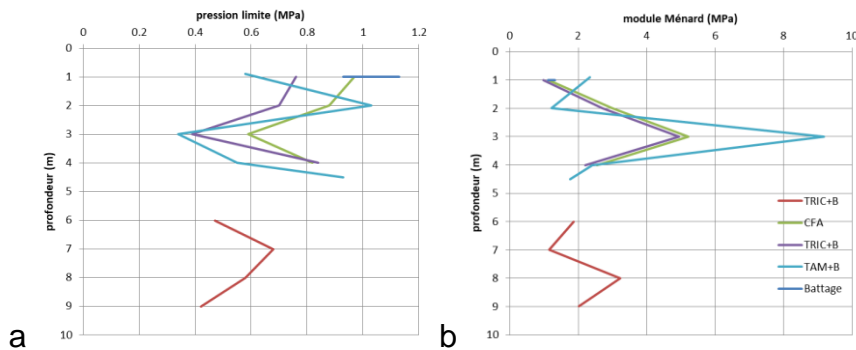 pression limite (MPa)
0 0.2 0.4 0.6 0.8 1 1.2
0
1
2
3
4
5
6
7
8
9
10
profondeur (m)
a
module Ménard (MPa)
0 2 4 6 8 10
0
1
2
3
4
5
6
7
8
9
10
profondeur (m)
TRIC+B
CFA
TRIC+B
TAM+B
Battage
b